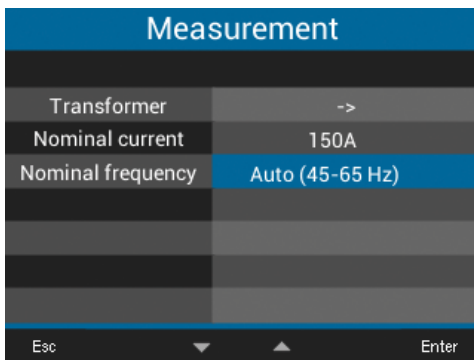 Measurement
Transformer ->
Nominal current 150A
Nominal frequency Auto (45-65 Hz)
Esc Enter